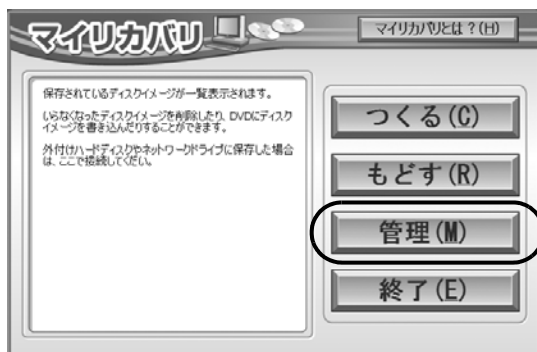 マイリカバリ
マイリカバリとは？(H)
保存されているディスクイメージが一覧表示されます。
いらなくなったディスクイメージを削除したり、DVDにディスク
イメージを書き込んだりすることができます。
外付けハードディスクやネットワークドライブに保存した場合
は、ここで接続してください。
つくる(C)
もどす(R)
管理(M)
終了(E)